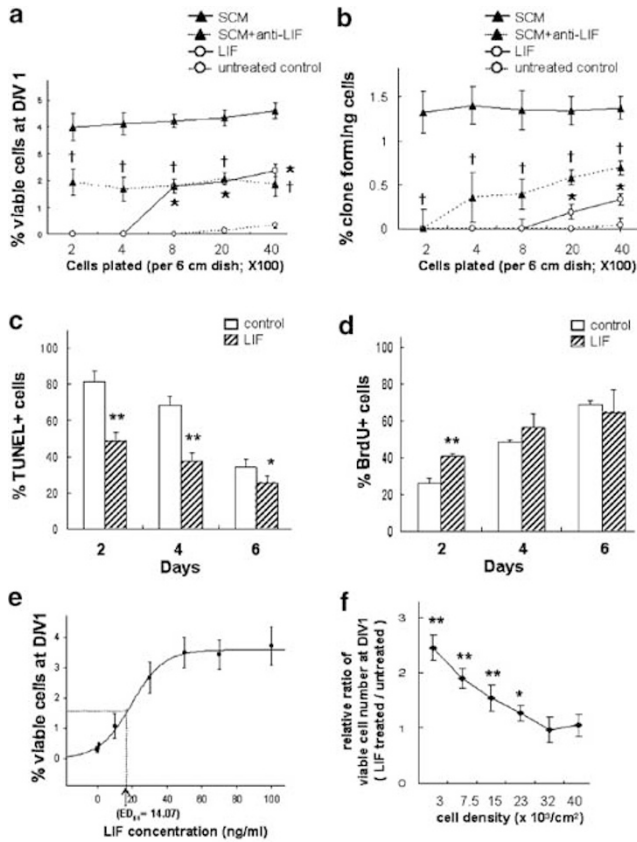 a
SCM
SCM+anti-LIF
LIF
untreated control
% viable cells at DIV 1
5
4
3
2
1
0
† † † † †
* * *
2 4 8 20 40
Cells plated (per 6 cm dish; X100)
b
SCM
SCM+anti-LIF
LIF
untreated control
% clone forming cells
1.5
1
0.5
0
† † † † †
* *
2 4 8 20 40
Cells plated (per 6 cm dish; X100)
c
control
LIF
% TUNEL+ cells
80
60
40
20
0
** ** *
2 4 6
Days
d
control
LIF
% BrdU+ cells
80
60
40
20
0
**
2 4 6
Days
e
% viable cells at DIV1
4
3
2
1
0
0 20 40 60 80 100
= 14.07)
LIF concentration (ng/ml)
f
relative ratio of
viable cell number at DIV1
( LIF treated / untreated )
3
2
1
0
** ** ** *
3 7.5 15 23 32 40
cell density (x 10³/cm²)